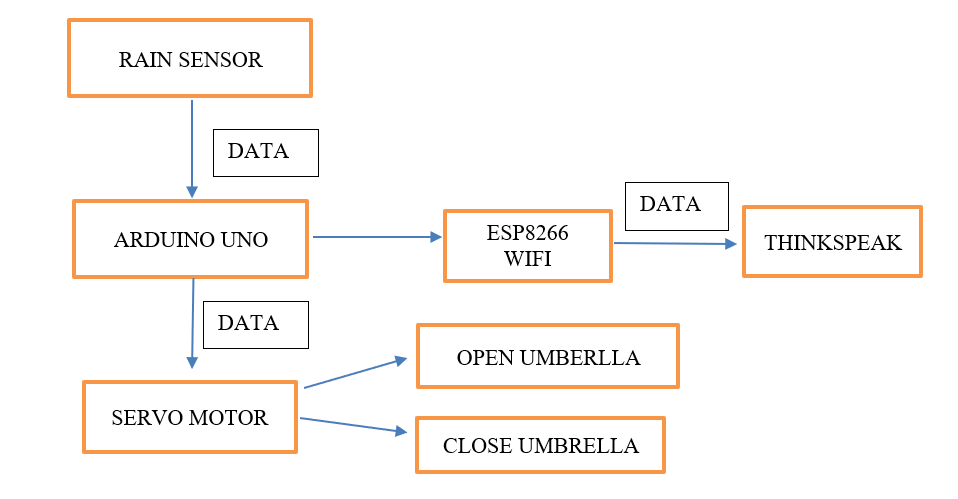 RAIN SENSOR
DATA
ARDUINO UNO
ESP8266
WIFI
DATA
THINKSPEAK
DATA
SERVO MOTOR
OPEN UMBERLLA
CLOSE UMBRELLA